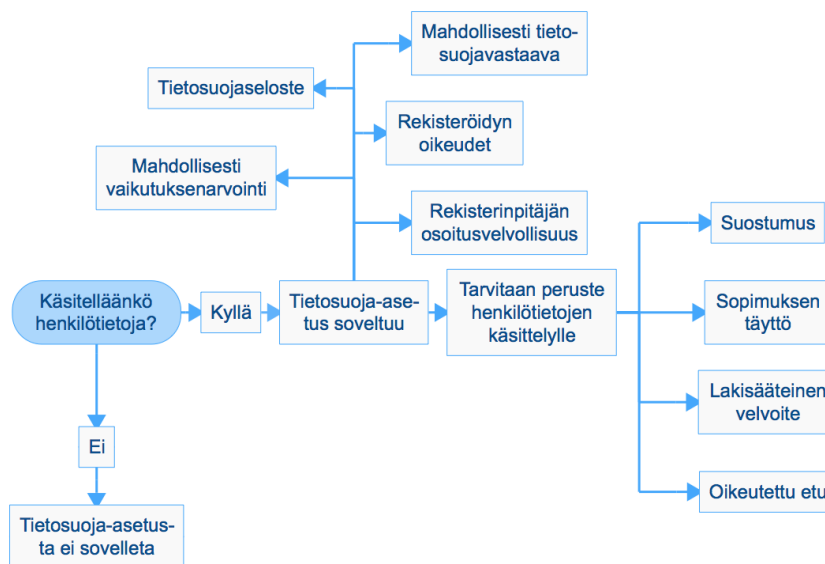 Mahdollisesti tieto-
suojavastaava
Tietosuojaseloste
Rekisteröidyn
oikeudet
Mahdollisesti
vaikutuksenarvointi
Rekisterinpitäjän
osoitusvelvollisuus
Suostumus
Käsitelläänkö
henkilötietoja?
Kyllä
Tietosuoja-ase-
tus soveltuu
Tarvitaan peruste
henkilötietojen
käsittelylle
Sopimuksen
täyttö
Lakisääteinen
velvoite
Ei
Oikeutettu etu
Tietosuoja-asetus-
ta ei sovelleta